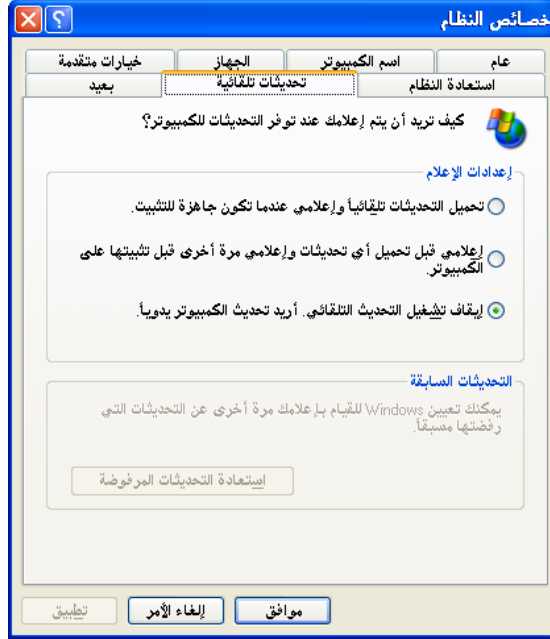 خصائص النظام
عام
اسم الكمبيوتر
الجهاز
خيارات متقدمة
استعادة النظام
تحديثات تلقائية
بعيد
كيف تريد أن يتم إعلامك عند توفر التحديثات للكمبيوتر؟
إعدادات الإعلام
تحميل التحديثات تلقائياً وإعلامي عندما تكون جاهزة للتثبيت.
إعلامي قبل تحميل أي تحديثات وإعلامي مرة أخرى قبل تثبيتها على
الكمبيوتر.
إيقاف تشغيل التحديث التلقائي. أريد تحديث الكمبيوتر يدوياً.
التحديثات السابقة
يمكنك تعيين Windows للقيام بإعلامك مرة أخرى عن التحديثات التي
رفضتها مسبقاً.
استعادة التحديثات المرفوضة
موافق
إلغاء الأمر
تطبيق